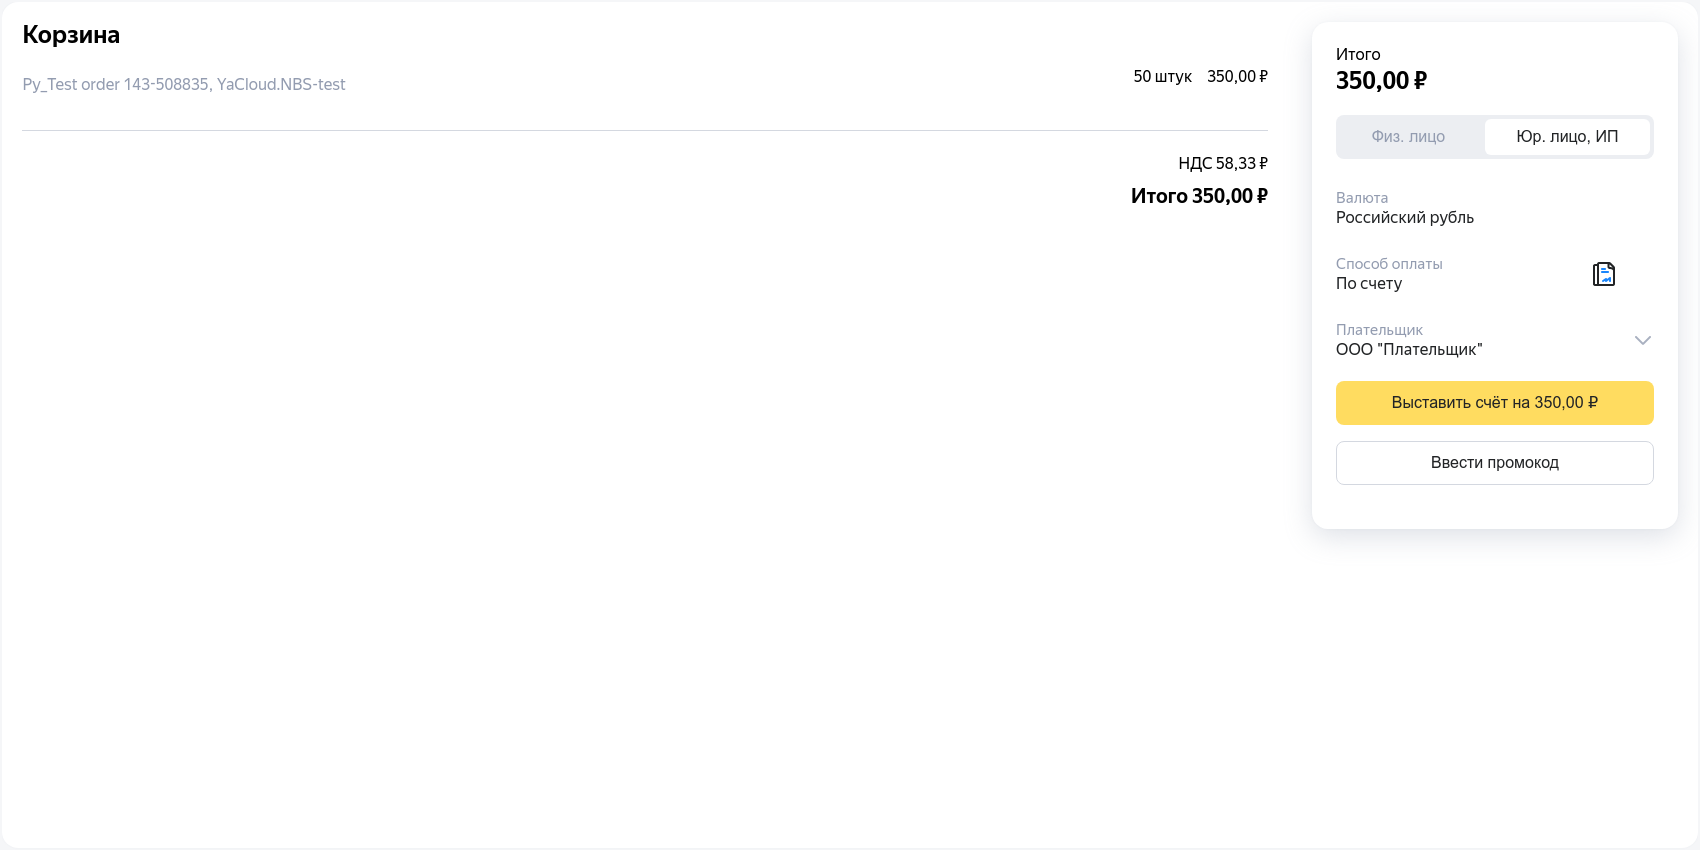 Корзина
Py_Test order 143-508835, YaCloud.NBS-test
50 штук 350,00 ₽
НДС 58,33 ₽
Итого 350,00 ₽
Итого
350,00 ₽
Физ. лицо
Юр. лицо, ИП
Валюта
Российский рубль
Способ оплаты
По счету
Плательщик
ООО "Плательщик"
Выставить счёт на 350,00 ₽
Ввести промокод